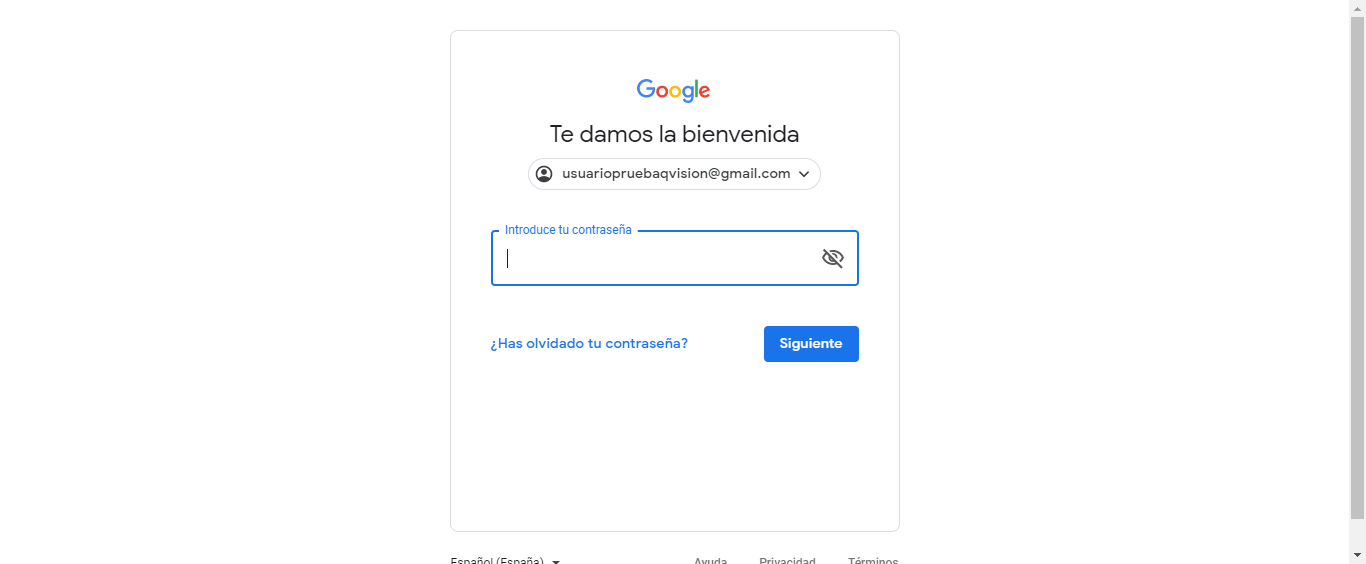 Google
Te damos la bienvenida
usuariopruebaqvision@gmail.com
Introduce tu contraseña
¿Has olvidado tu contraseña?
Siguiente
Español (España)
Ayuda
Privacidad
Términos